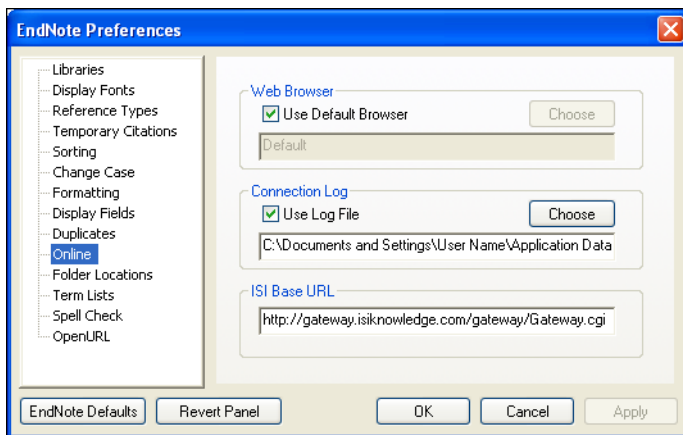 EndNote Preferences
Libraries
Display Fonts
Reference Types
Temporary Citations
Sorting
Change Case
Formatting
Display Fields
Duplicates
Online
Folder Locations
Term Lists
Spell Check
OpenURL
Web Browser
Use Default Browser
Choose
Default
Connection Log
Use Log File
Choose
C:\Documents and Settings\User Name\Application Data
ISI Base URL
http://gateway.isiknowledge.com/gateway/Gateway.cgi
EndNote Defaults
Revert Panel
OK
Cancel
Apply